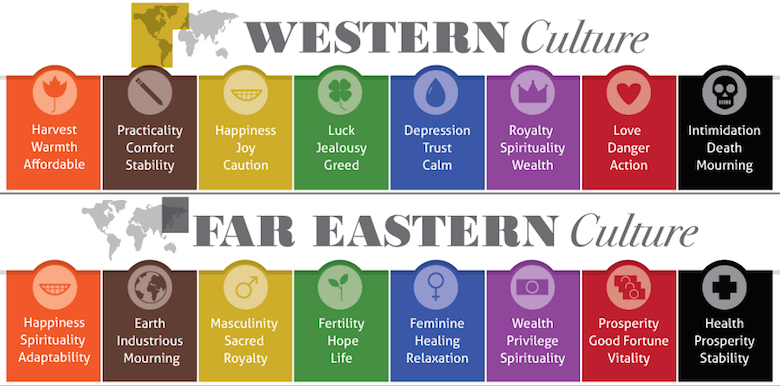 WESTERN Culture
Harvest
Warmth
Affordable
Practicality
Comfort
Stability
Happiness
Joy
Caution
Luck
Jealousy
Greed
Depression
Trust
Calm
Royalty
Spirituality
Wealth
Love
Danger
Action
Intimidation
Death
Mourning
FAR EASTERN Culture
Happiness
Spirituality
Adaptability
Earth
Industrious
Mourning
Masculinity
Sacred
Royalty
Fertility
Hope
Life
Feminine
Healing
Relaxation
Wealth
Privilege
Spirituality
Prosperity
Good Fortune
Vitality
Health
Prosperity
Stability